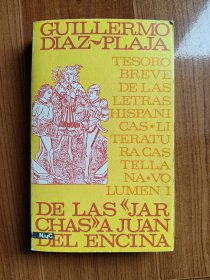 GUILLERMO
DIAZ-PLAJA
TESORO
BREVE
DE LAS
LETRAS
HISPANI
CAS·LI
TERATU
RA CAS
TELLA
NA·VO
LUMEN I
DE LAS «JAR
CHAS» A JUAN
DEL ENCINA